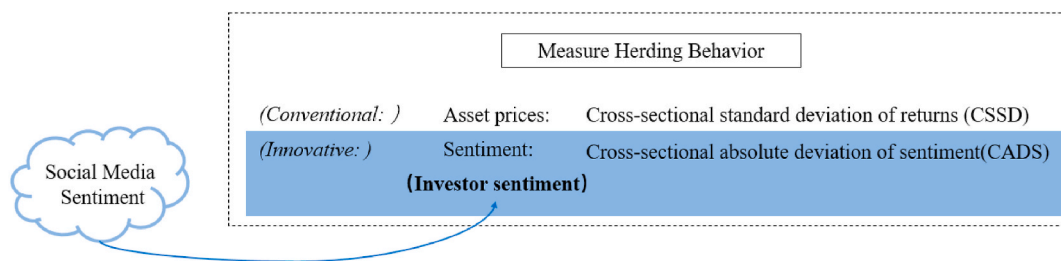 Measure Herding Behavior
(Conventional: ) Asset prices: Cross-sectional standard deviation of returns (CSSD)
(Innovative: ) Sentiment: Cross-sectional absolute deviation of sentiment(CADS)
(Investor sentiment)
Social Media
Sentiment